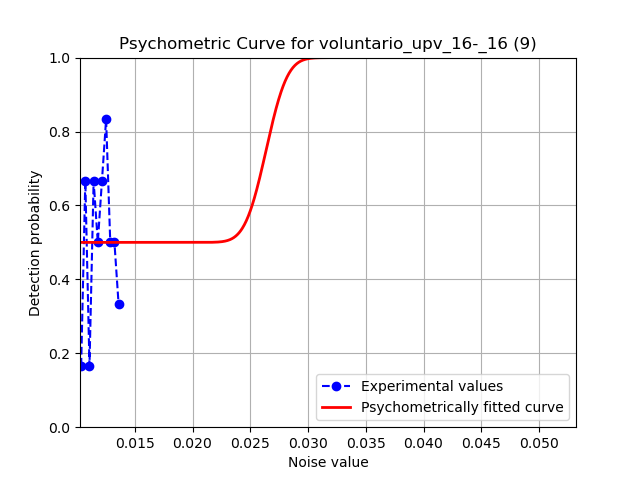 Psychometric Curve for voluntario_upv_16-_16 (9)
1.0
0.8
0.6
0.4
0.2
0.0
Detection probability
Experimental values
Psychometrically fitted curve
0.015 0.020 0.025 0.030 0.035 0.040 0.045 0.050
Noise value